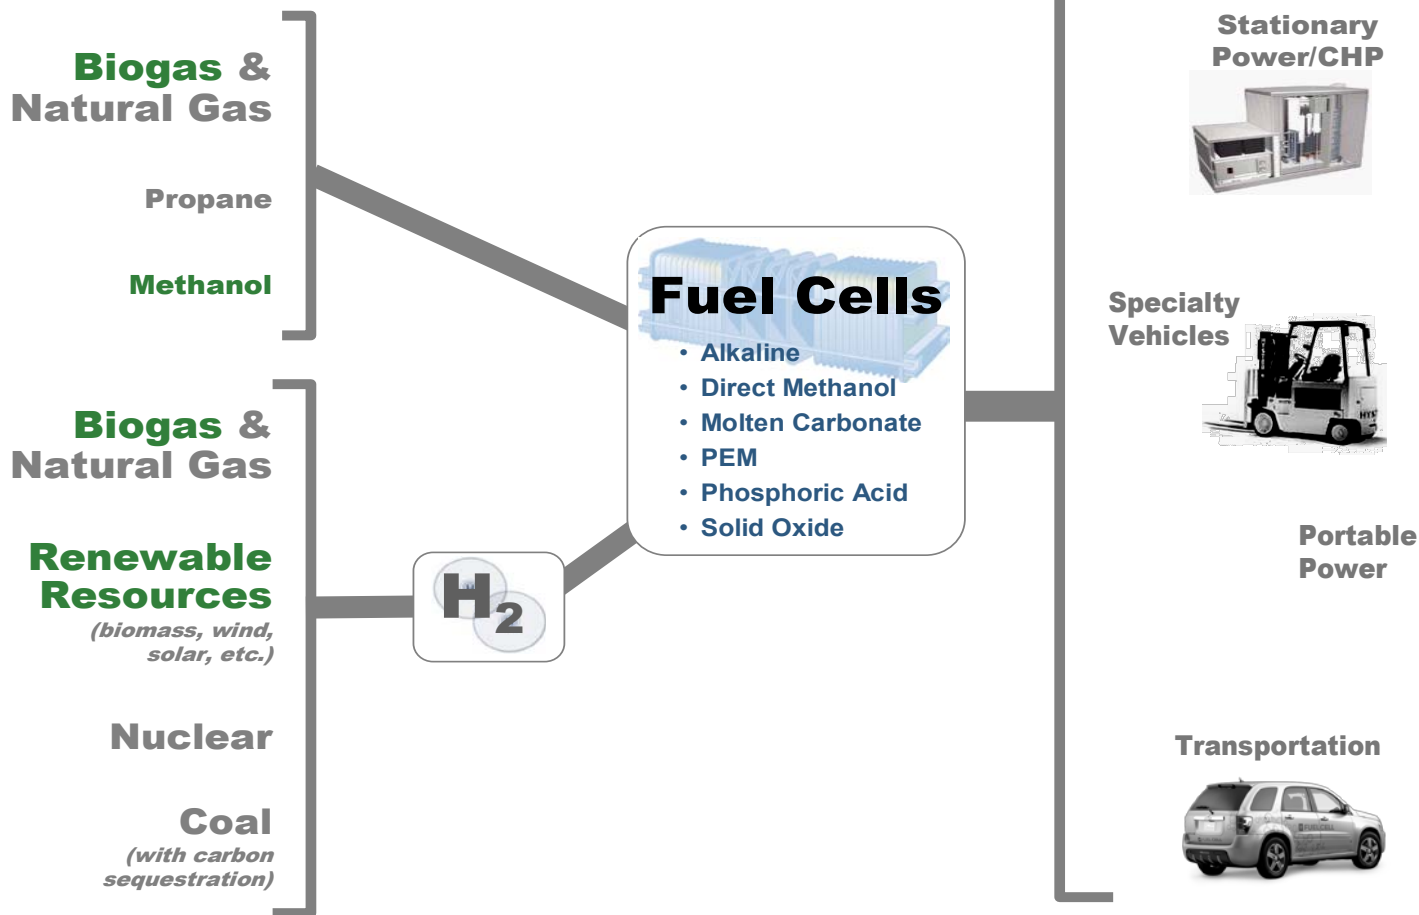 Biogas &
Natural Gas
Propane
Methanol
Biogas &
Natural Gas
Renewable
Resources
(biomass, wind,
solar, etc.)
Nuclear
Coal
(with carbon
sequestration)
H2
Fuel Cells
• Alkaline
• Direct Methanol
• Molten Carbonate
• PEM
• Phosphoric Acid
• Solid Oxide
Stationary
Power/CHP
Specialty
Vehicles
Portable
Power
Transportation
FUELCELL